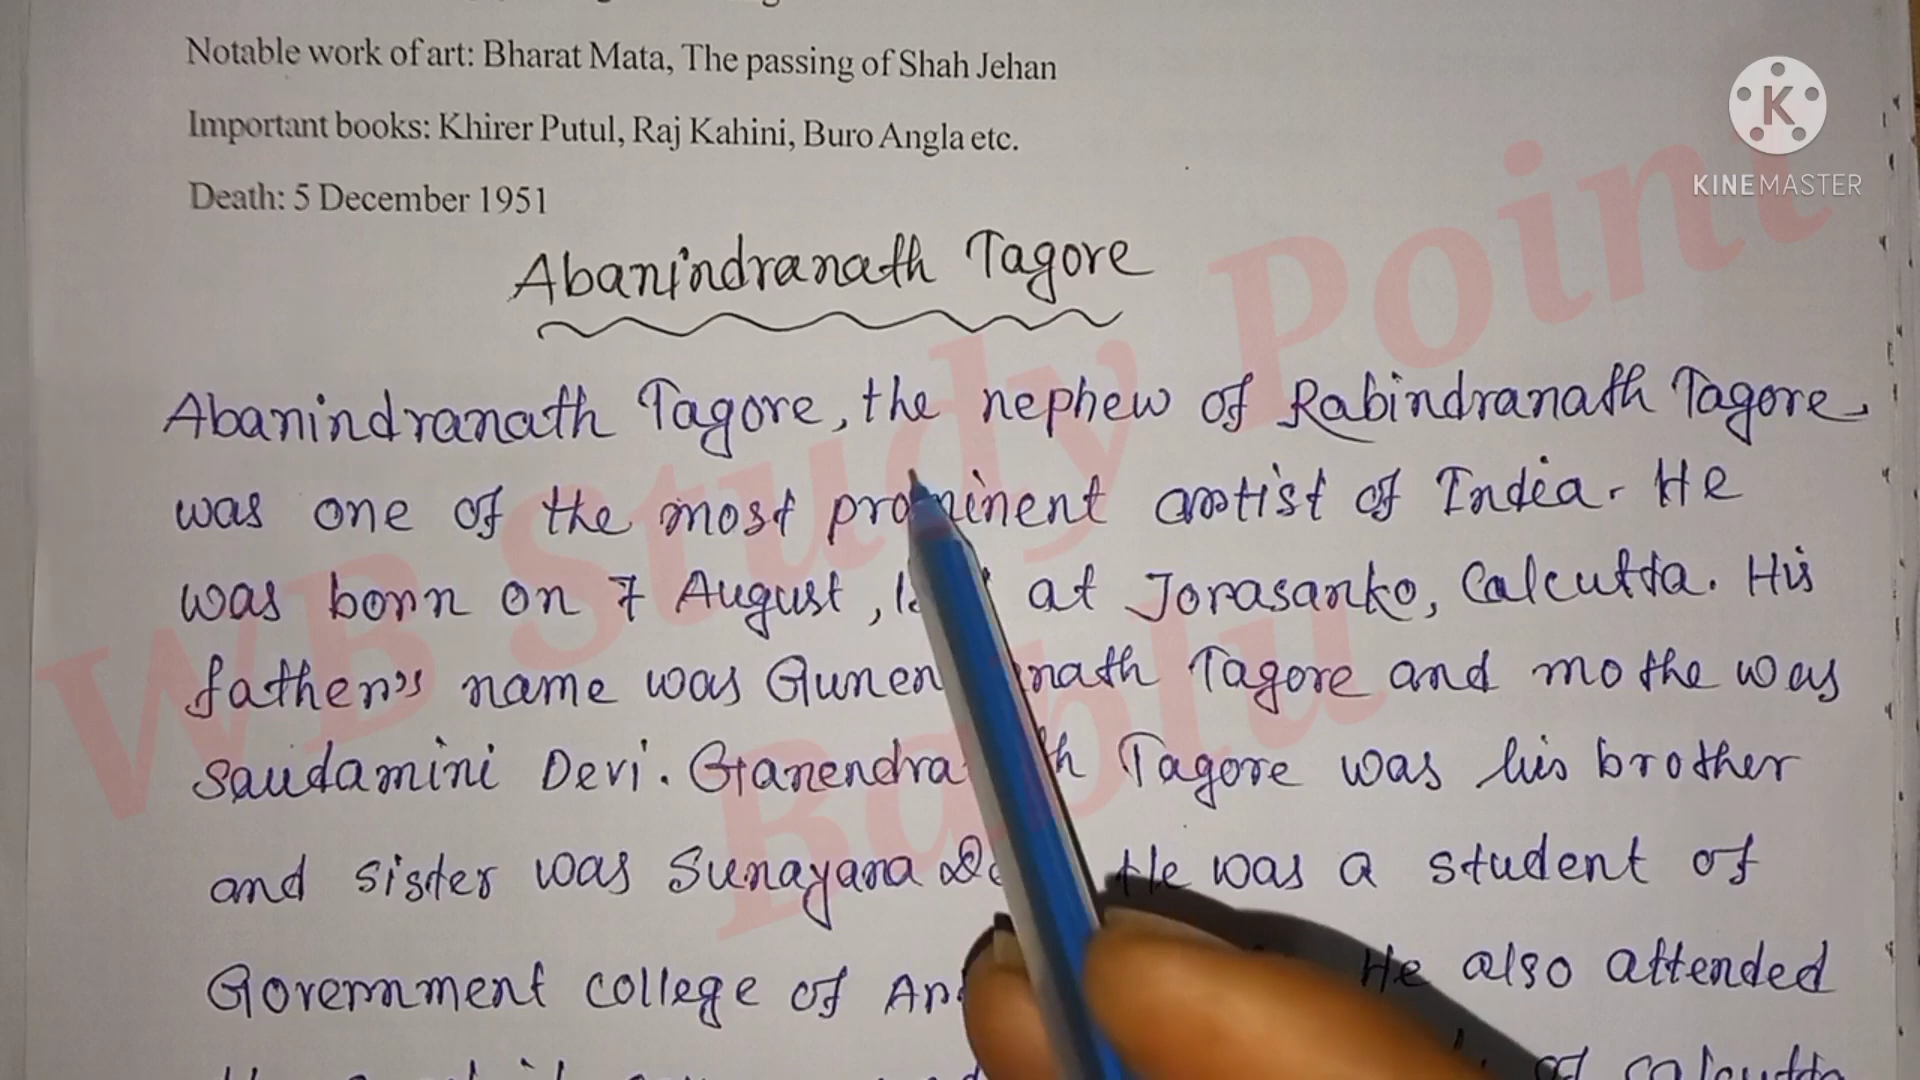 Notable work of art: Bharat Mata, The passing of Shah Jehan
Important books: Khirer Putul, Raj Kahini, Buro Angla etc.
Death: 5 December 1951
K
KINEMASTER
Abanindranath Tagore
Abanindranath Tagore, the nephew of Rabindranath Tagore
was one of the most prominent artist of India. He
was born on 7 August, at Jorasanko, Calcutta. His
father's name was Tagore and mothe was
Saudamini Devi. Tagore was his brother
and sister was Sunayana He was a student of
Government college of He also attended
of Calcutta
WB Study Point
Bablu